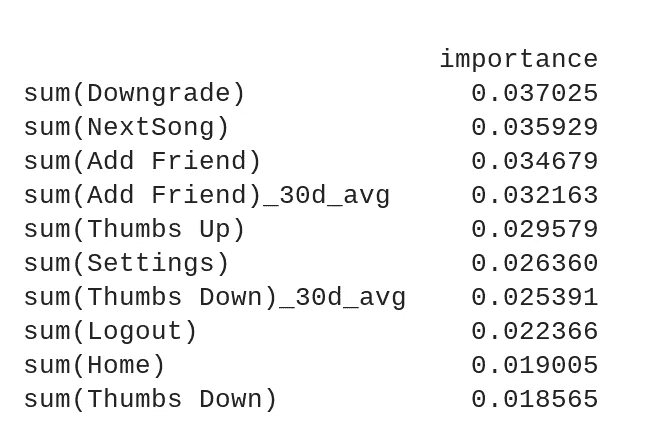 importance
sum(Downgrade) 0.037025
sum(NextSong) 0.035929
sum(Add Friend) 0.034679
sum(Add Friend)_30d_avg 0.032163
sum(Thumbs Up) 0.029579
sum(Settings) 0.026360
sum(Thumbs Down)_30d_avg 0.025391
sum(Logout) 0.022366
sum(Home) 0.019005
sum(Thumbs Down) 0.018565